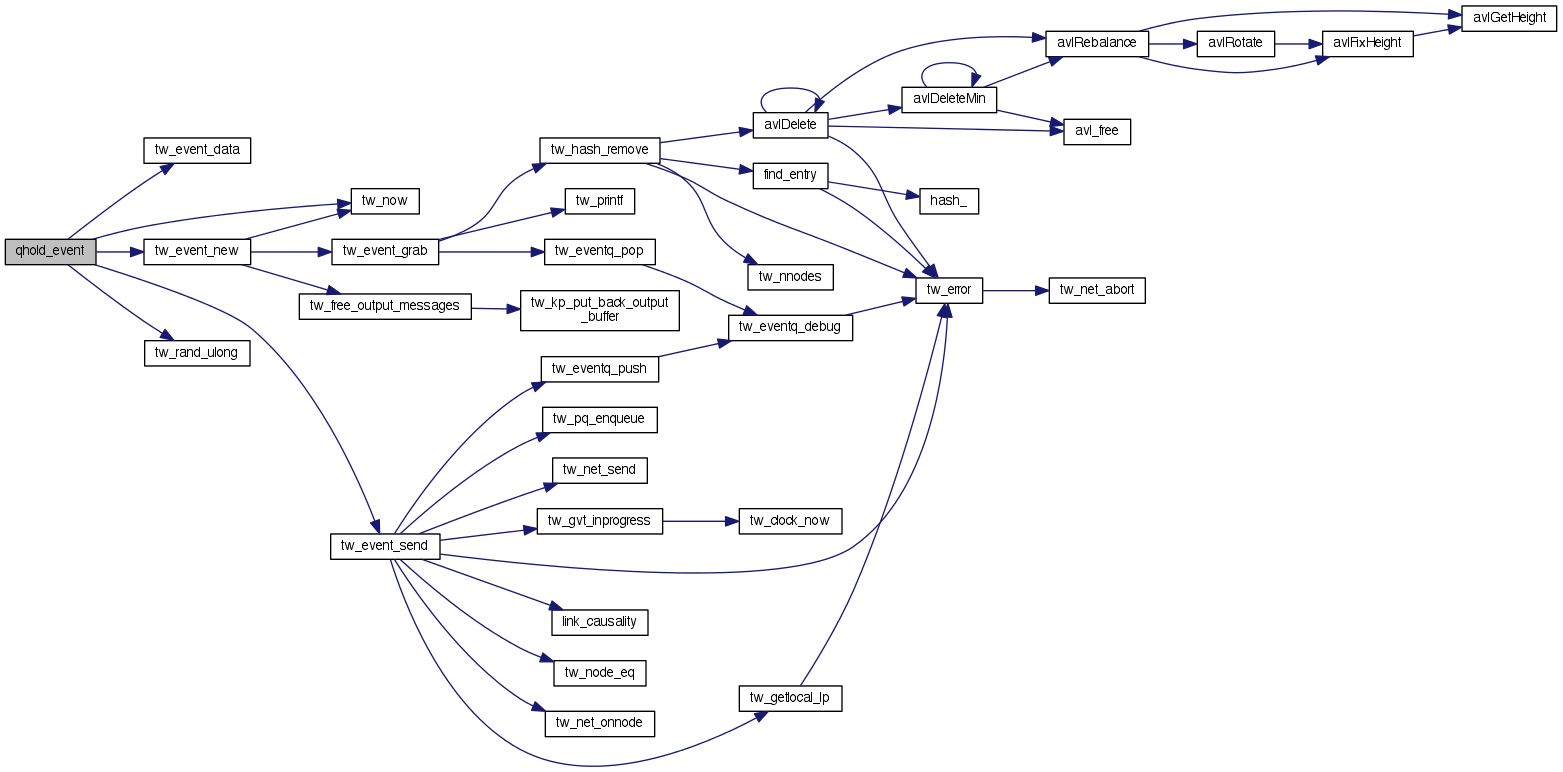 avlGetHeight
avlRebalance
avlRotate
avlFixHeight
avlDeleteMin
avlDelete
avl_free
tw_event_data
tw_hash_remove
find_entry
hash_
tw_now
tw_printf
qhold_event
tw_event_new
tw_event_grab
tw_eventq_pop
tw_nnodes
tw_error
tw_net_abort
tw_free_output_messages
tw_kp_put_back_output
_buffer
tw_eventq_debug
tw_rand_ulong
tw_eventq_push
tw_pq_enqueue
tw_net_send
tw_gvt_inprogress
tw_clock_now
tw_event_send
link_causality
tw_node_eq
tw_getlocal_lp
tw_net_onnode